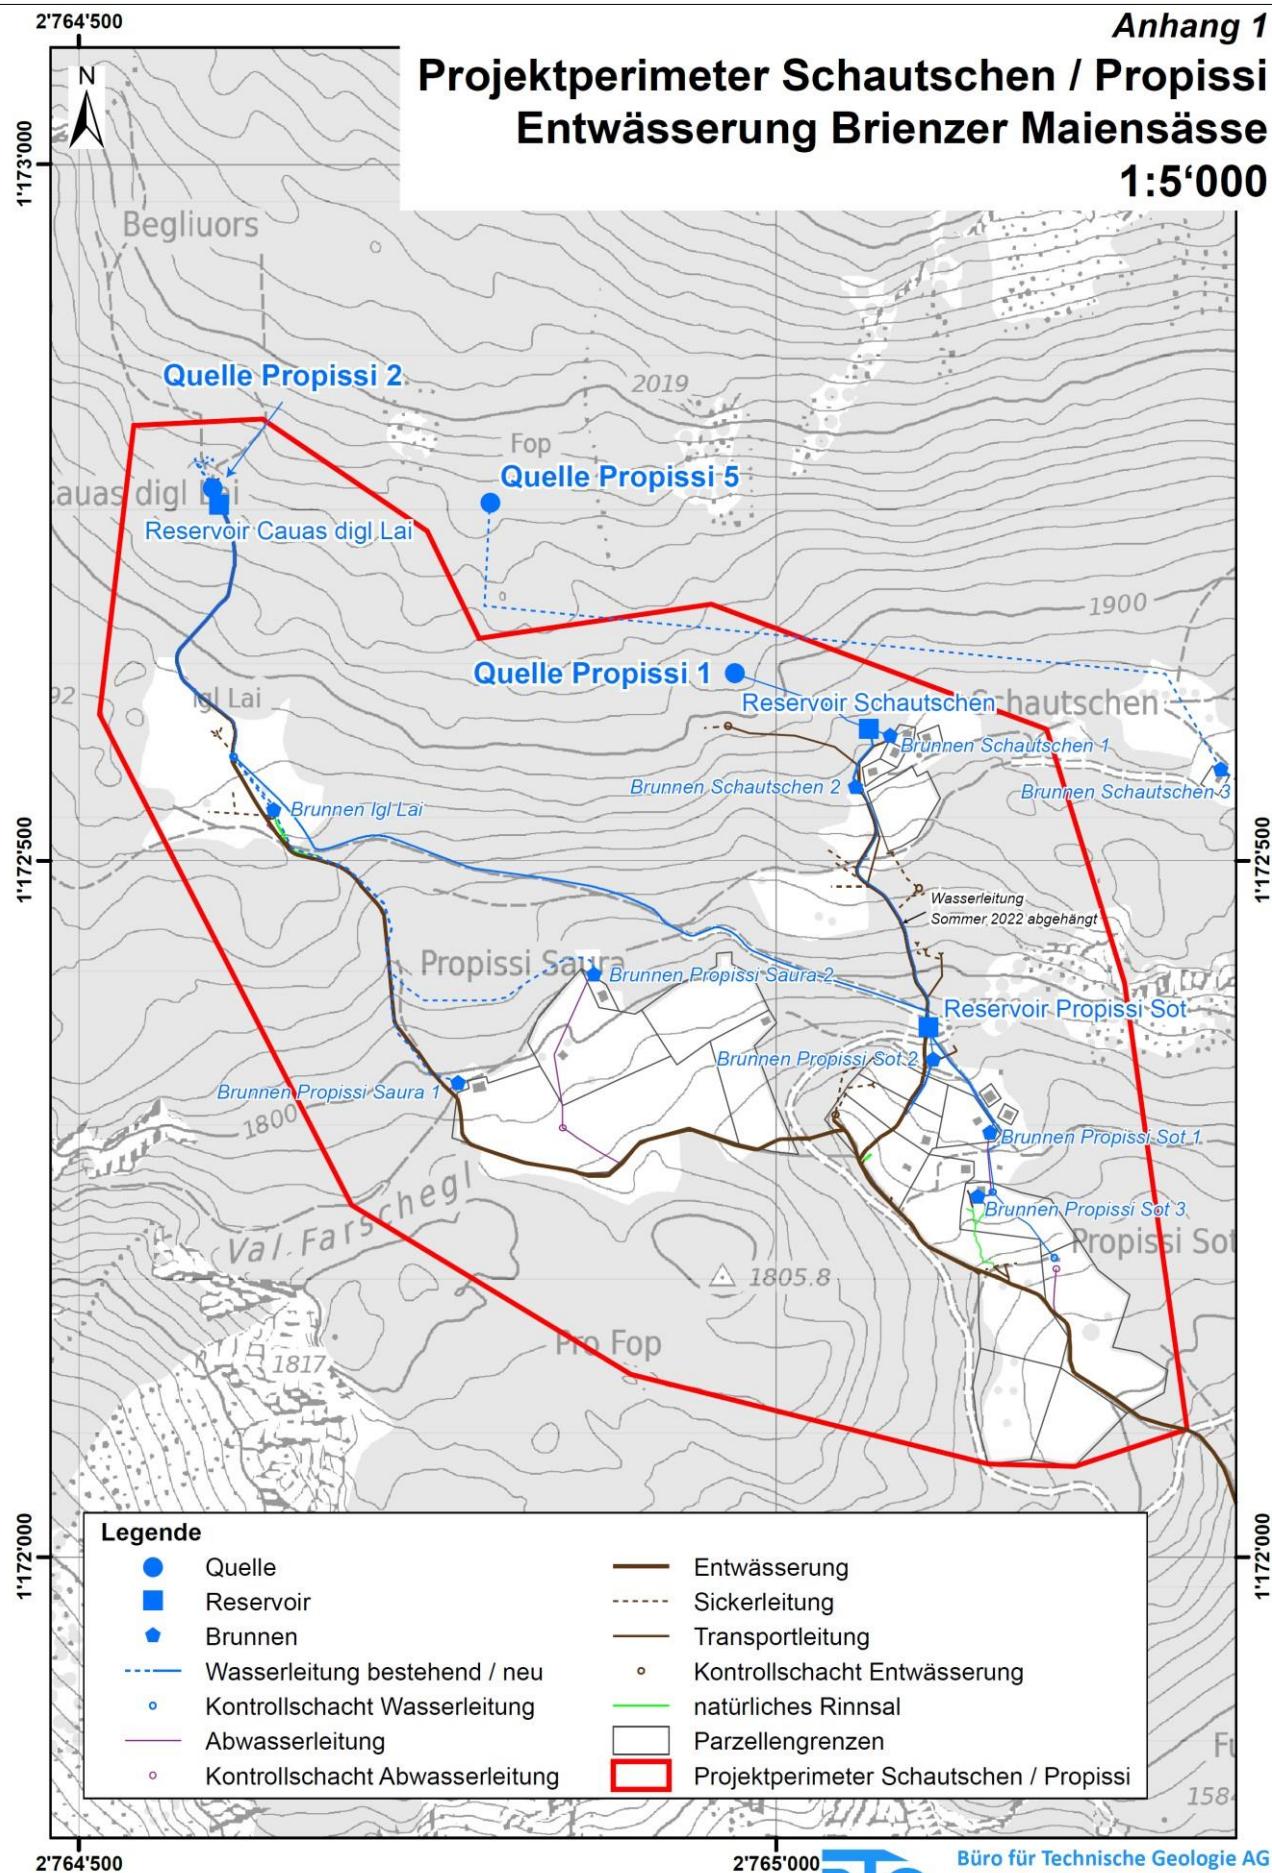 2'764'500
Anhang 1
Projektperimeter Schautschen / Propissi
Entwässerung Brienzer Maiensässe
1:5‘000
N
1'173'000
Begliuors
Quelle Propissi 2
2019
Fop
Quelle Propissi 5
auas digl Lai
Reservoir Cauas digl Lai
1900
Quelle Propissi 1
92
Igl Lai
Reservoir Schautschen
Schautschen
Brunnen Schautschen 1
Brunnen Schautschen 2
Brunnen Schautschen 3
Brunnen Igl Lai
1'172'500
1'172'500
Wasserleitung
Sommer 2022 abgehängt
Propissi Saura
Brunnen Propissi Saura 2
Reservoir Propissi Sot
Brunnen Propissi Sot 2
Brunnen Propissi Saura 1
1800
Brunnen Propissi Sot 1
Brunnen Propissi Sot 3
Val Farschegl
Propissi Sot
1805.8
Pro Fop
1817
1'172'000
1'172'000
Legende
Quelle
Entwässerung
Reservoir
Sickerleitung
Brunnen
Transportleitung
Wasserleitung bestehend / neu
Kontrollschacht Entwässerung
Kontrollschacht Wasserleitung
natürliches Rinnsal
Abwasserleitung
Parzellengrenzen
Kontrollschacht Abwasserleitung
Projektperimeter Schautschen / Propissi
158
2'764'500
2'765'000
Büro für Technische Geologie AG